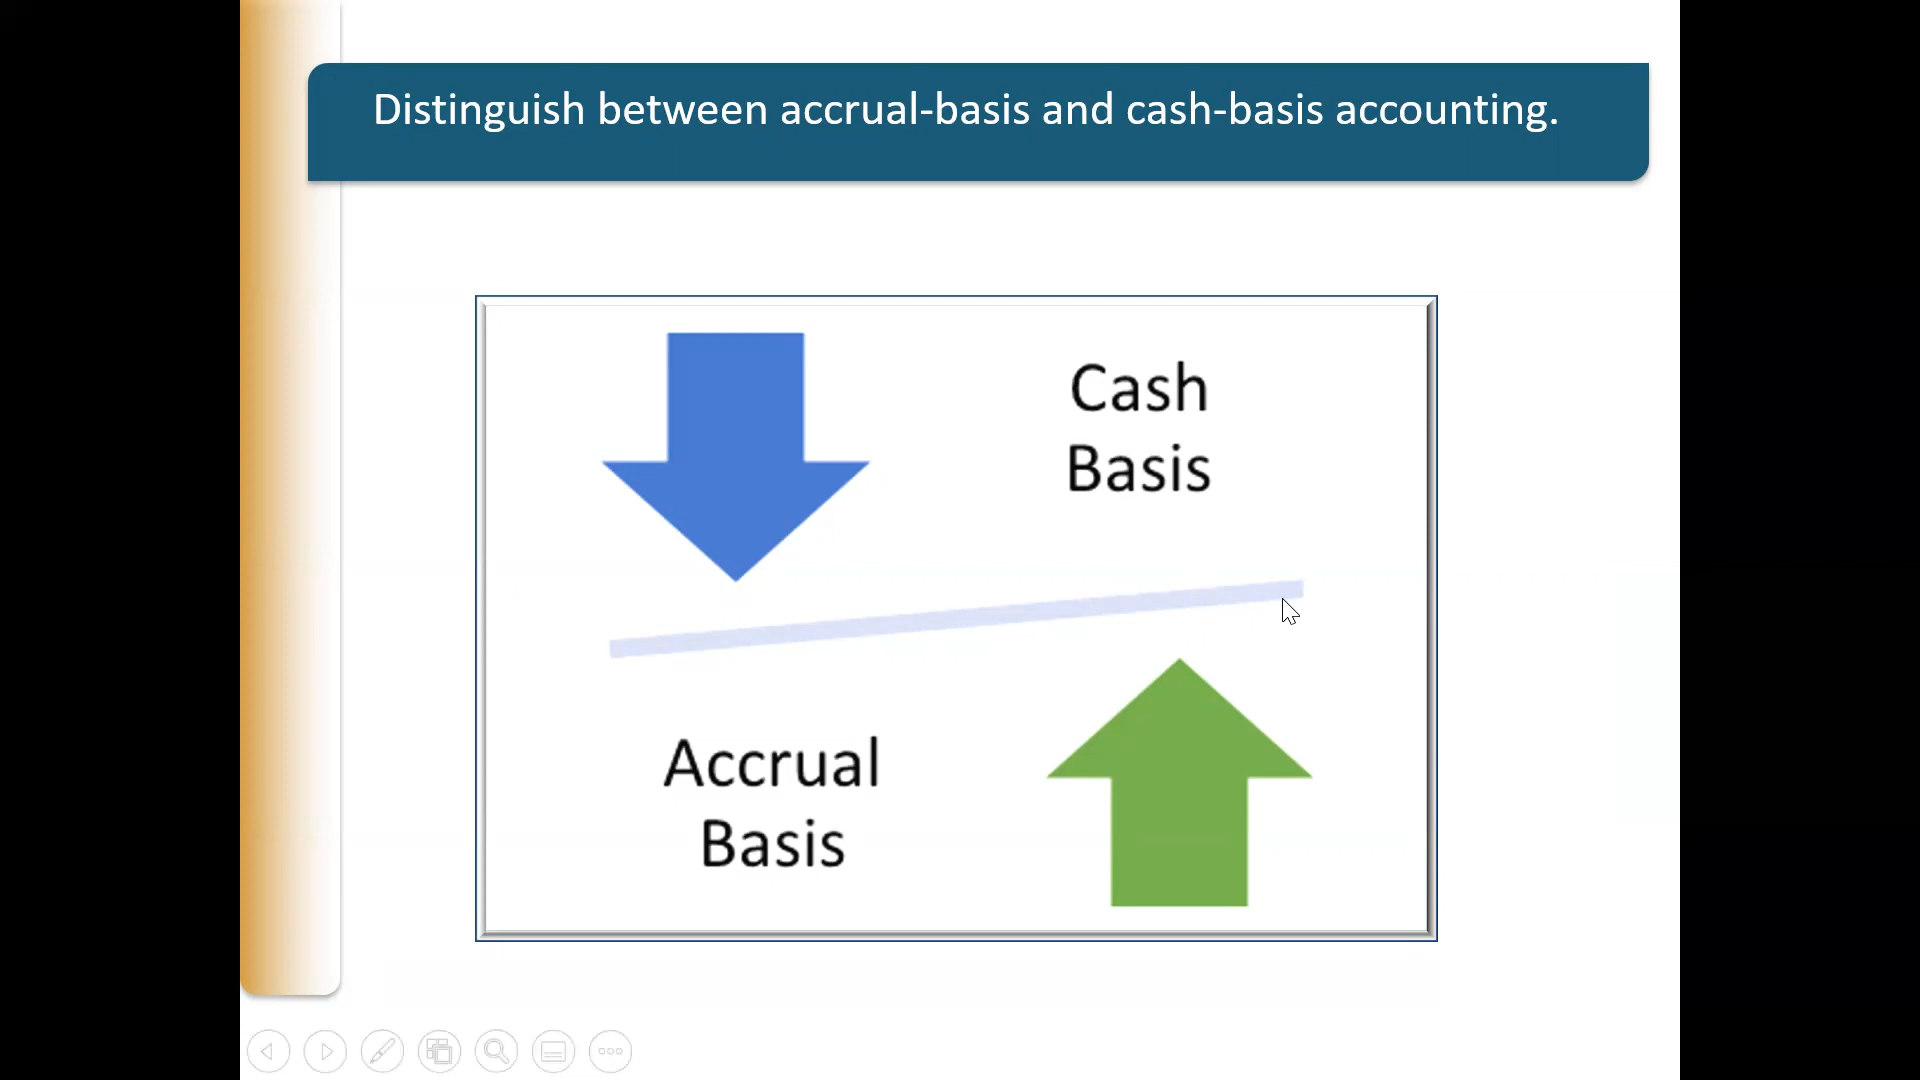 Distinguish between accrual-basis and cash-basis accounting.
Cash
Basis
Accrual
Basis